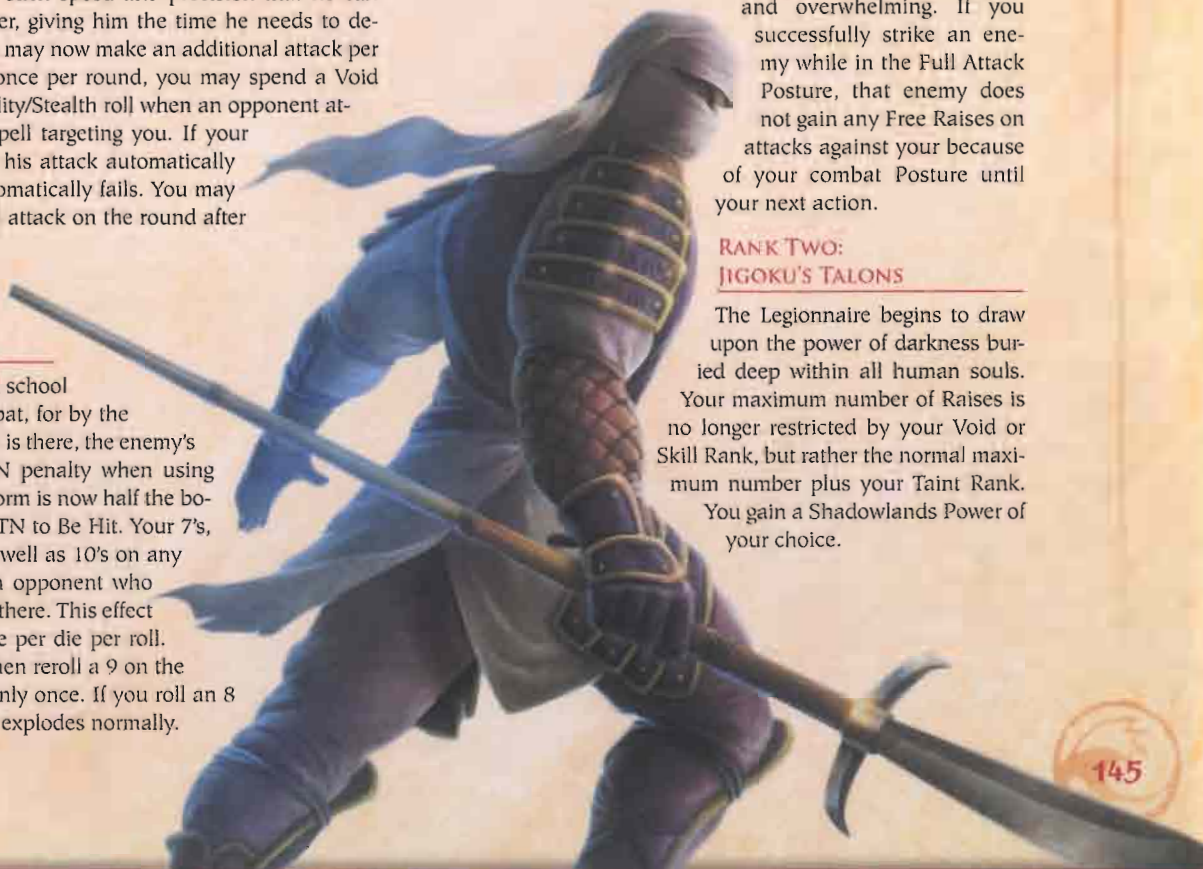 er, giving him the time he needs to de-
may now make an additional attack per
once per round, you may spend a Void
lity/Stealth roll when an opponent at-
pell targeting you. If your
his attack automatically
omatically fails. You may
attack on the round after
school
bat, for by the
is there, the enemy's
N penalty when using
orm is now half the bo-
TN to Be Hit. Your 7's,
well as 10's on any
opponent who
there. This effect
e per die per roll.
hen reroll a 9 on the
nly once. If you roll an 8
explodes normally.
and overwhelming. If you
successfully strike an ene-
my while in the Full Attack
Posture, that enemy does
not gain any Free Raises on
attacks against your because
of your combat Posture until
your next action.
RANK TWO:
JIGOKU'S TALONS
The Legionnaire begins to draw
upon the power of darkness bur-
ied deep within all human souls.
Your maximum number of Raises is
no longer restricted by your Void or
Skill Rank, but rather the normal maxi-
mum number plus your Taint Rank.
You gain a Shadowlands Power of
your choice.
145